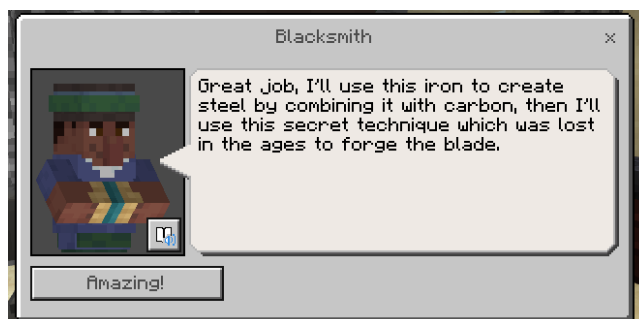 Blacksmith
x
Great job, I'll use this iron to create
steel by combining it with carbon, then I'll
use this secret technique which was lost
in the ages to forge the blade.
Amazing!